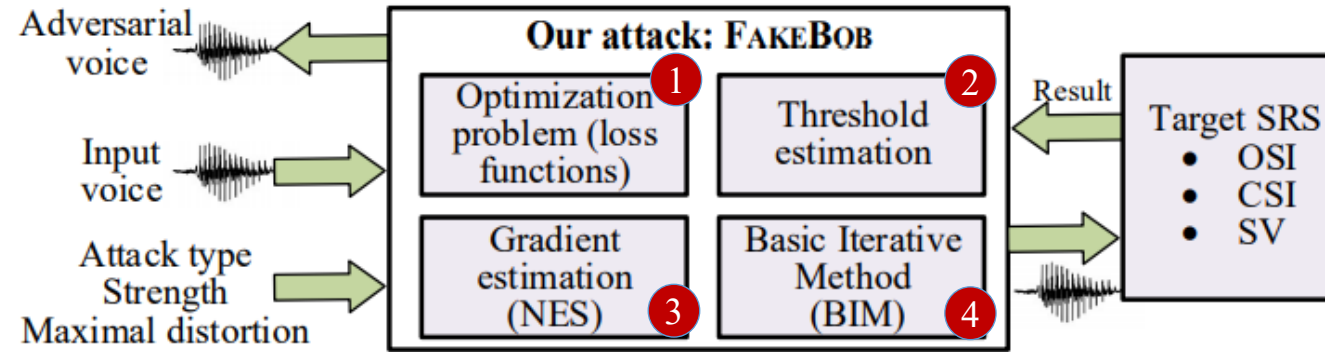 Adversarial
voice
Input
voice
Attack type
Strength
Maximal distortion
Our attack: FAKEBOB
1
Optimization
problem (loss
functions)
2
Threshold
estimation
Gradient
estimation
(NES)
3
Basic Iterative
Method
(BIM)
4
Result
Target SRS
• OSI
• CSI
• SV